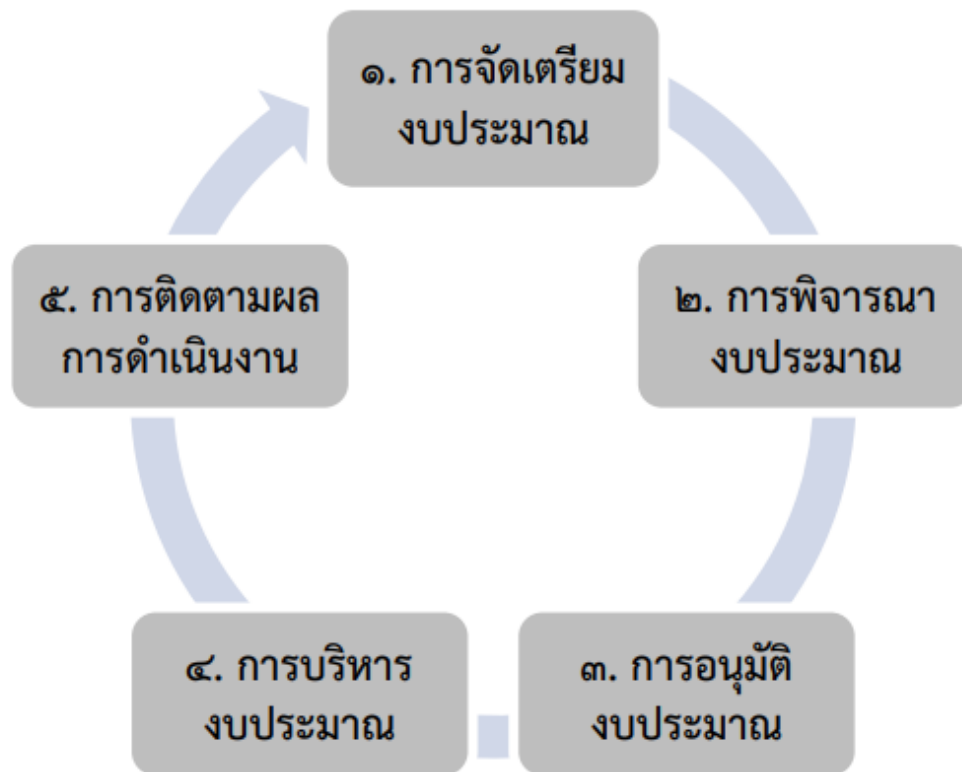 ๑. การจัดเตรียม
งบประมาณ
๒. การพิจารณา
งบประมาณ
๓. การอนุมัติ
งบประมาณ
๔. การบริหาร
งบประมาณ
๕. การติดตามผล
การดำเนินงาน